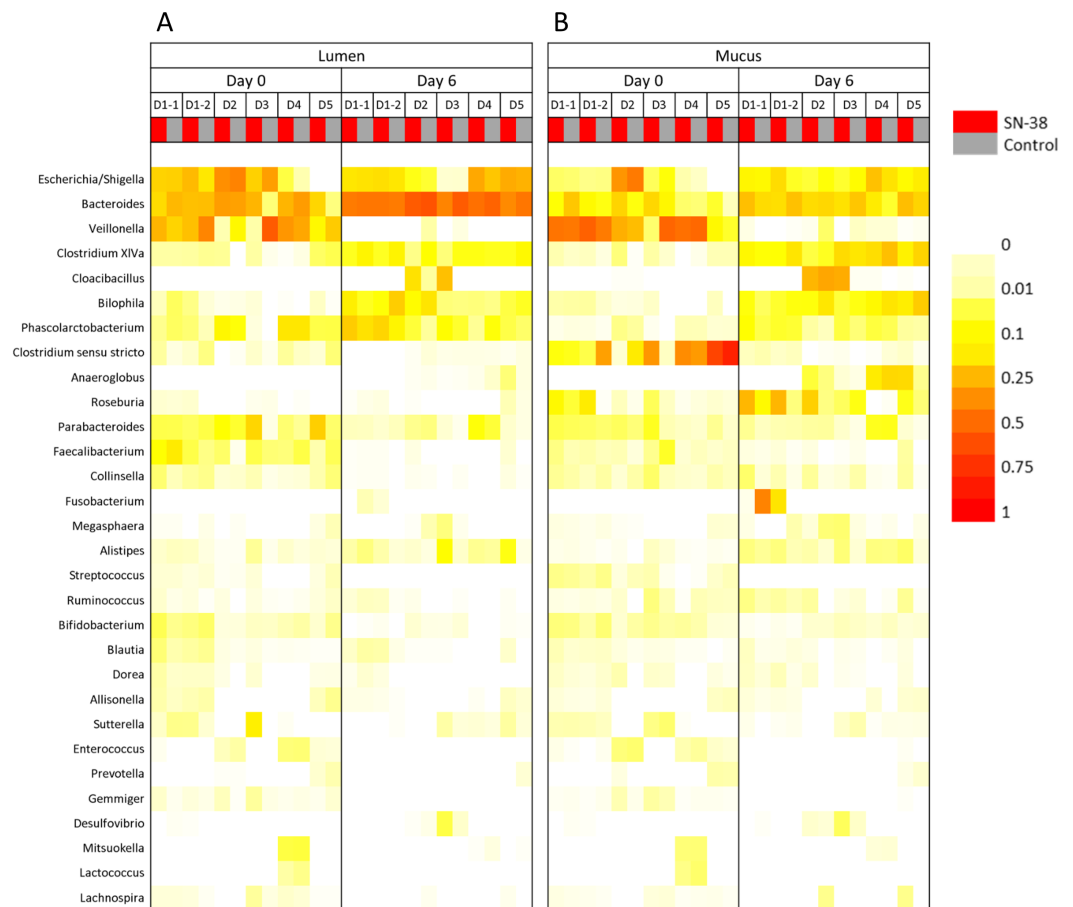 A B
Lumen Mucus
Day 0 Day 6 Day 0 Day 6
D1-1 D1-2 D2 D3 D4 D5 D1-1 D1-2 D2 D3 D4 D5 D1-1 D1-2 D2 D3 D4 D5 D1-1 D1-2 D2 D3 D4 D5
SN-38
Control
Escherichia/Shigella
Bacteroides
Veillonella
Clostridium XIVa
Cloacibacillus
Bilophila
Phascolarctobacterium
Clostridium sensu stricto
Anaeroglobus
Roseburia
Parabacteroides
Faecalibacterium
Collinsella
Fusobacterium
Megasphaera
Alistipes
Streptococcus
Ruminococcus
Bifidobacterium
Blautia
Dorea
Allisonella
Sutterella
Enterococcus
Prevotella
Gemmiger
Desulfovibrio
Mitsuokella
Lactococcus
Lachnospira
0
0.01
0.1
0.25
0.5
0.75
1